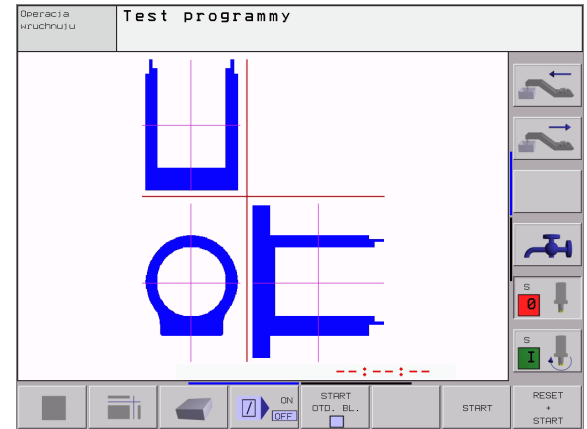 Operacja
wruchnuju
Test programmy
S
0
S
I
--:--:--
ON
OFF
START
OTD. BL.
START
RESET
+
START